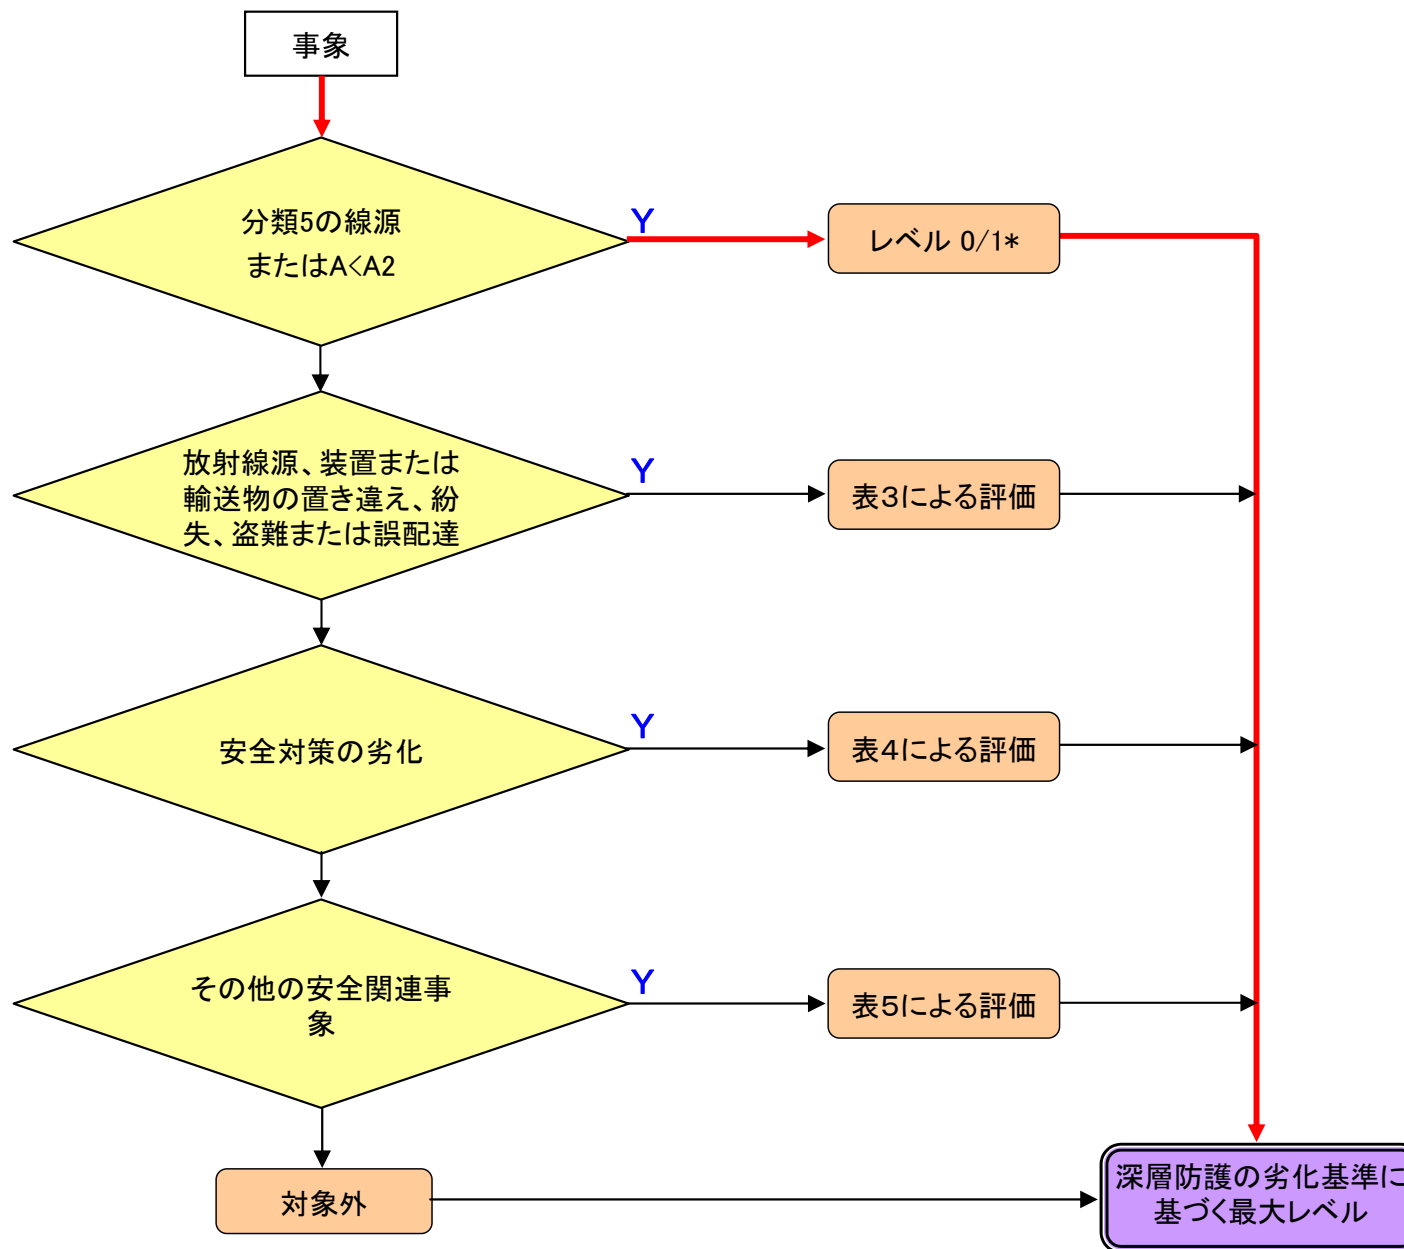 事象
分類5の線源
またはA<A2
Y
レベル 0/1*
放射線源、装置または
輸送物の置き違え、紛
失、盗難または誤配達
Y
表3による評価
安全対策の劣化
Y
表4による評価
その他の安全関連事
象
Y
表5による評価
対象外
深層防護の劣化基準に
基づく最大レベル